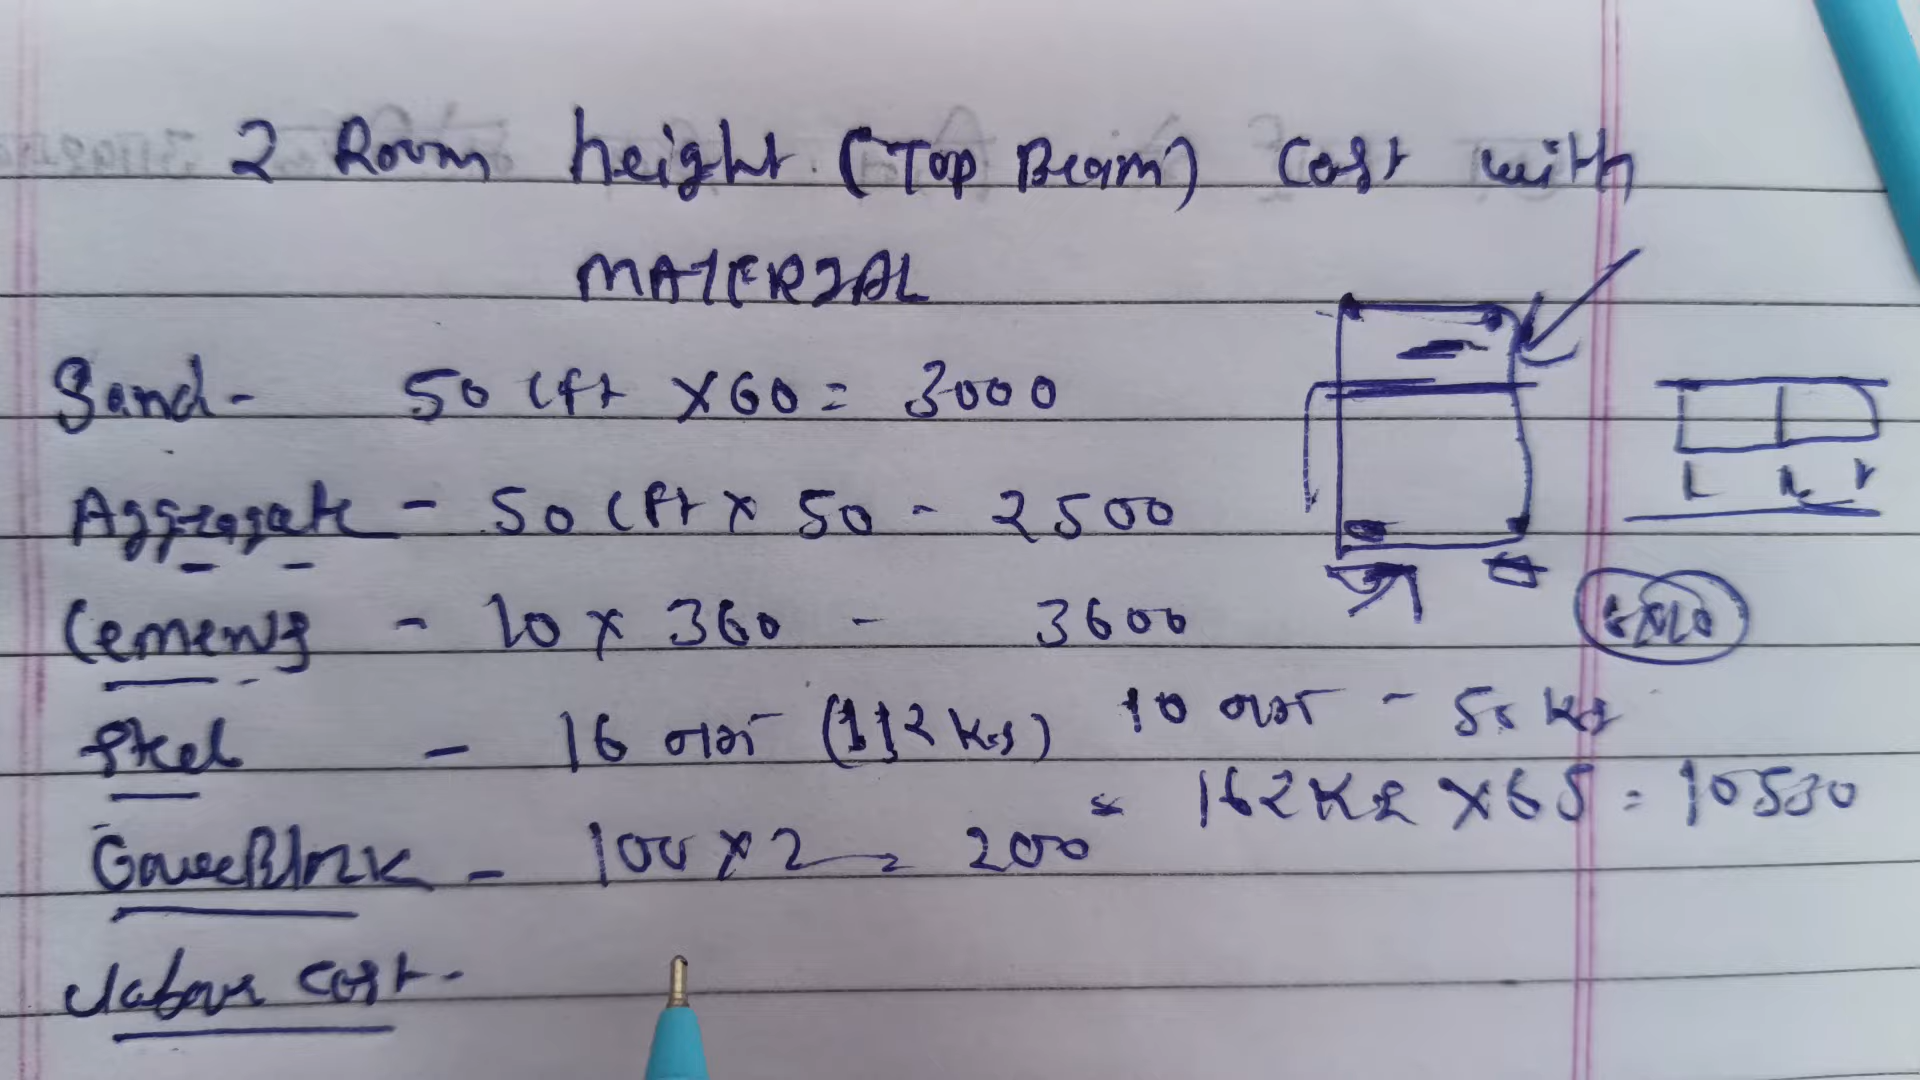 2 Room height (Top Beam) Cost with
MATERIAL
Sand - 50 Cft x 60 = 3000
Aggregate - 50 Cft x 50 - 2500
Cement - 10 x 360 - 3600
Steel - 16 नग (112 Kg) 10 नग - 50 Kg
= 162 Kg x 65 = 10530
CoverBlock - 100 x 2 = 200
Labour cost -